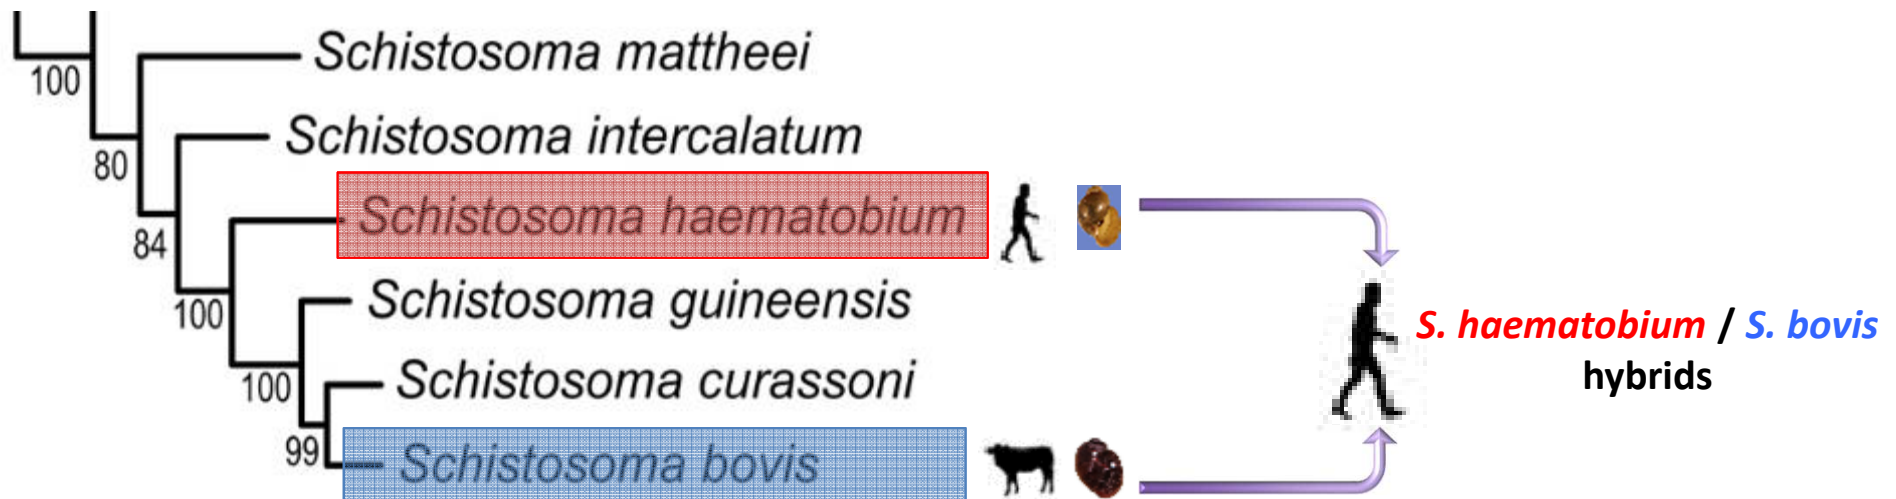 Schistosoma mattheei
100
Schistosoma intercalatum
80
Schistosoma haematobium
84
Schistosoma guineensis
100
S. haematobium / S. bovis
hybrids
Schistosoma curassoni
100
Schistosoma bovis
99